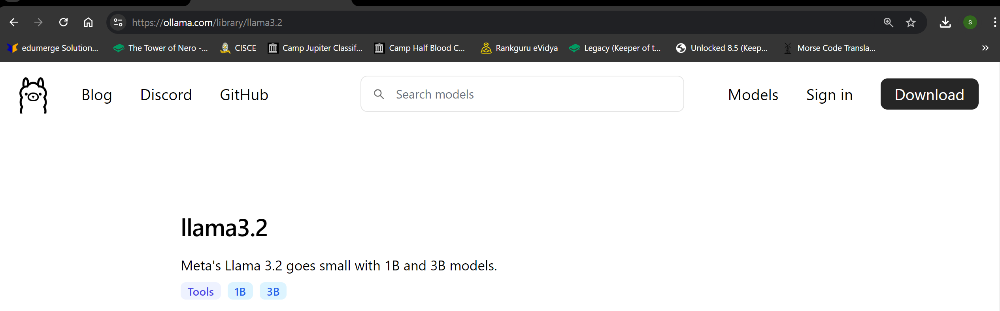 https://ollama.com/library/llama3.2
s
edumerge Solution... The Tower of Nero -... CISCE Camp Jupiter Classif... Camp Half Blood C... Rankguru eVidya Legacy (Keeper of t... Unlocked 8.5 (Keep... Morse Code Transla...
Blog Discord GitHub Search models Models Sign in Download
llama3.2
Meta's Llama 3.2 goes small with 1B and 3B models.
Tools 1B 3B